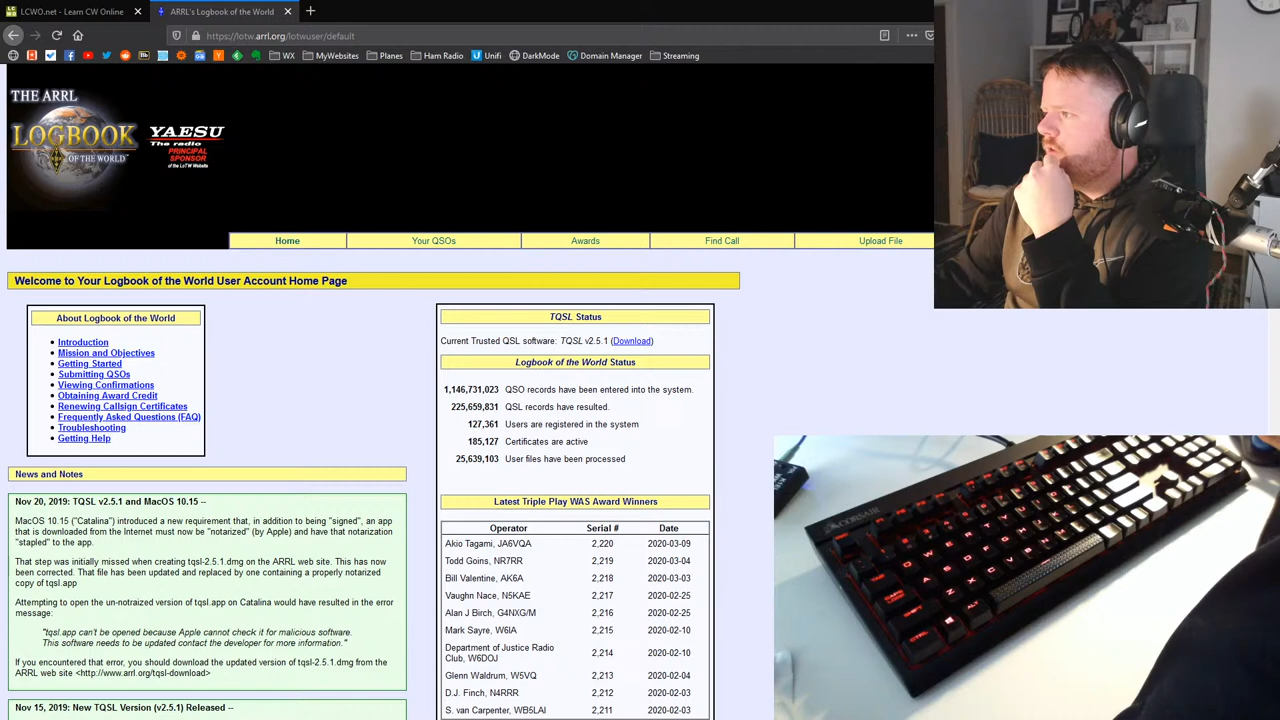 LCWO.net - Learn CW Online
ARRL's Logbook of the World
https://lotw.arrl.org/lotwuser/default
WX
MyWebsites
Planes
Ham Radio
Unifi
DarkMode
Domain Manager
Streaming
THE ARRL
LOGBOOK
OF THE WORLD
YAESU
The radio
PRINCIPAL
SPONSOR
of the LoTW Website
Home
Your QSOs
Awards
Find Call
Upload File
Welcome to Your Logbook of the World User Account Home Page
About Logbook of the World
Introduction
Mission and Objectives
Getting Started
Submitting QSOs
Viewing Confirmations
Obtaining Award Credit
Renewing Callsign Certificates
Frequently Asked Questions (FAQ)
Troubleshooting
Getting Help
News and Notes
Nov 20, 2019: TQSL v2.5.1 and MacOS 10.15 --
MacOS 10.15 ("Catalina") introduced a new requirement that, in addition to being "signed", an app
that is downloaded from the Internet must now be "notarized" (by Apple) and have that notarization
"stapled" to the app.
That step was initially missed when creating tqsl-2.5.1.dmg on the ARRL web site. This has now
been corrected. That file has been updated and replaced by one containing a properly notarized
copy of tqsl.app
Attempting to open the un-notraized version of tqsl.app on Catalina would have resulted in the error
message:
"tqsl.app can't be opened because Apple cannot check it for malicious software.
This software needs to be updated contact the developer for more information."
If you encountered that error, you should download the updated version of tqsl-2.5.1.dmg from the
ARRL web site <http://www.arrl.org/tqsl-download>
Nov 15, 2019: New TQSL Version (v2.5.1) Released --
TQSL Status
Current Trusted QSL software: TQSL v2.5.1 (Download)
Logbook of the World Status
1,146,731,023 QSO records have been entered into the system.
225,659,831 QSL records have resulted.
127,361 Users are registered in the system
185,127 Certificates are active
25,639,103 User files have been processed
Latest Triple Play WAS Award Winners
Operator Serial # Date
Akio Tagami, JA6VQA 2,220 2020-03-09
Todd Goins, NR7RR 2,219 2020-03-04
Bill Valentine, AK6A 2,218 2020-03-03
Vaughn Nace, N5KAE 2,217 2020-02-25
Alan J Birch, G4NXG/M 2,216 2020-02-25
Mark Sayre, W6IA 2,215 2020-02-10
Department of Justice Radio
Club, W6DOJ 2,214 2020-02-10
Glenn Waldrum, W5VQ 2,213 2020-02-04
D.J. Finch, N4RRR 2,212 2020-02-03
S. van Carpenter, WB5LAI 2,211 2020-02-03
CORSAIR